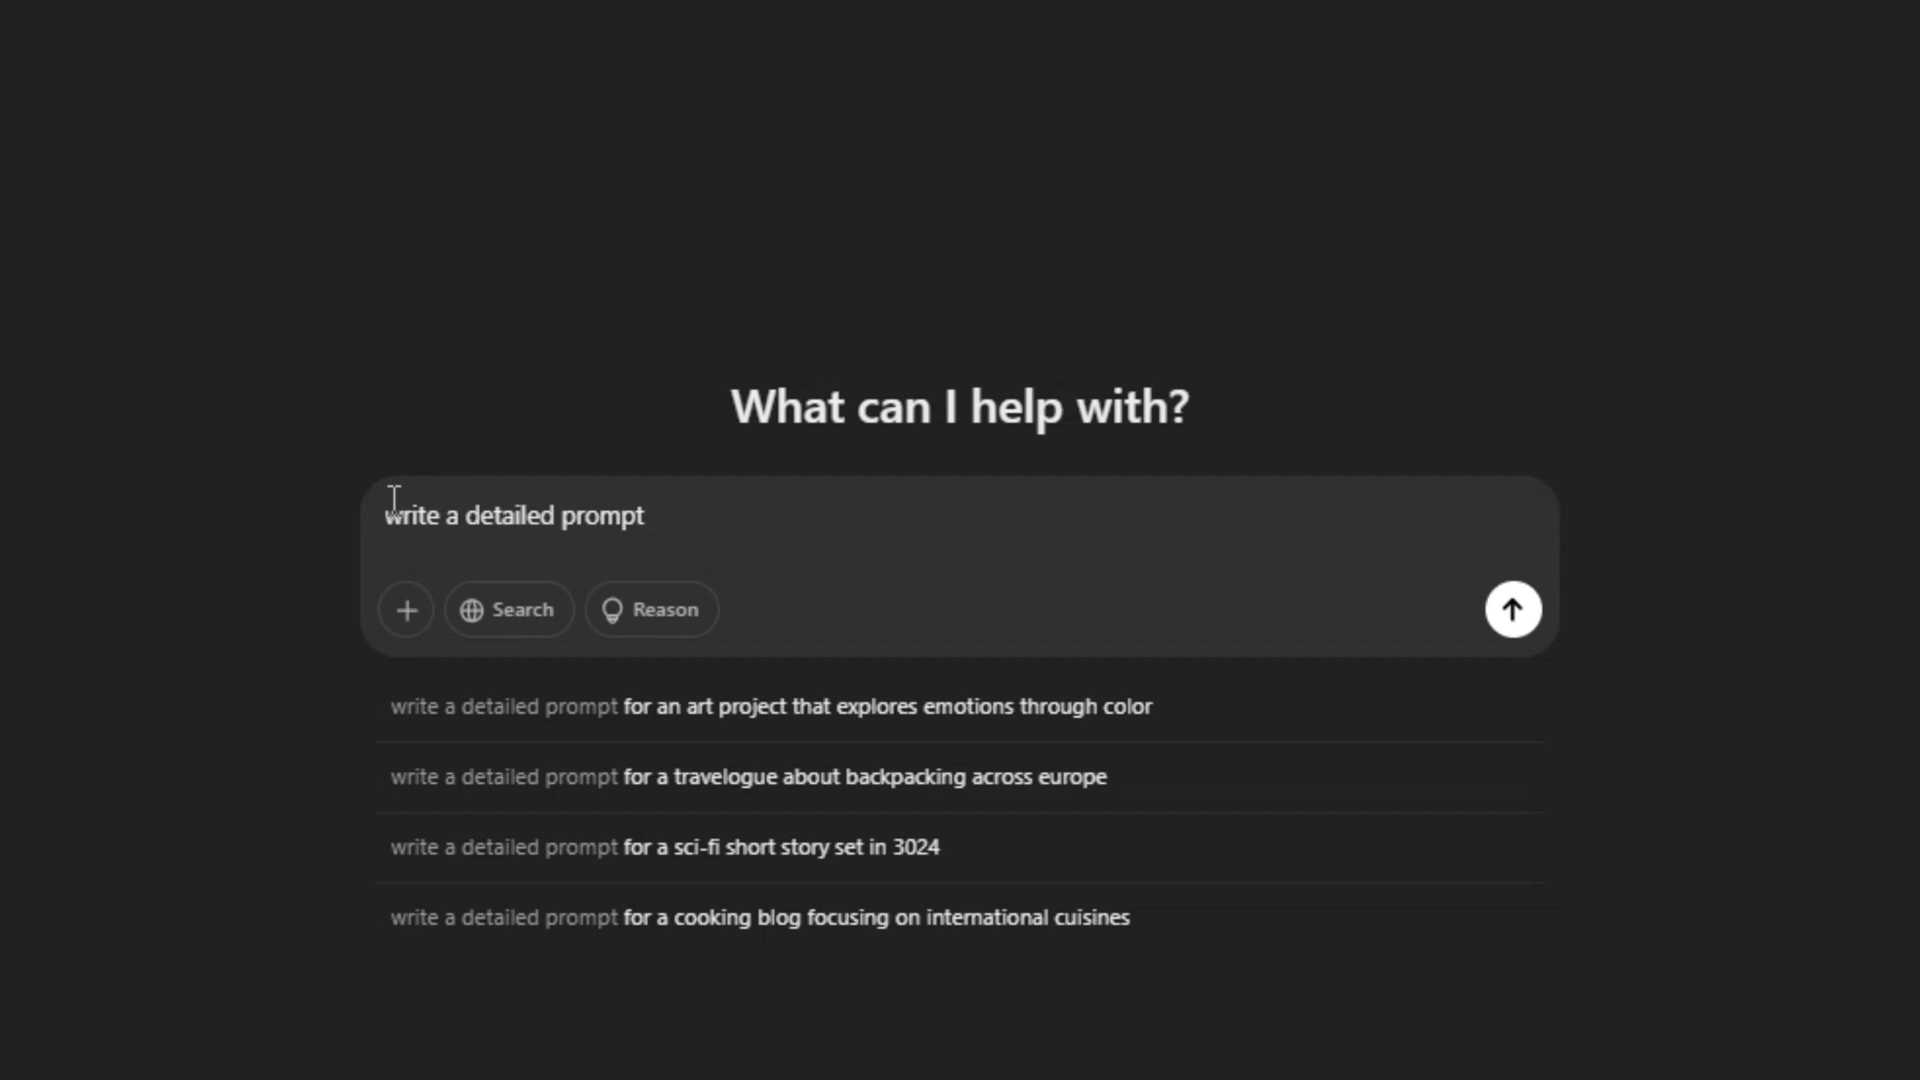 What can I help with?
write a detailed prompt
Search
Reason
write a detailed prompt for an art project that explores emotions through color
write a detailed prompt for a travelogue about backpacking across europe
write a detailed prompt for a sci-fi short story set in 3024
write a detailed prompt for a cooking blog focusing on international cuisines